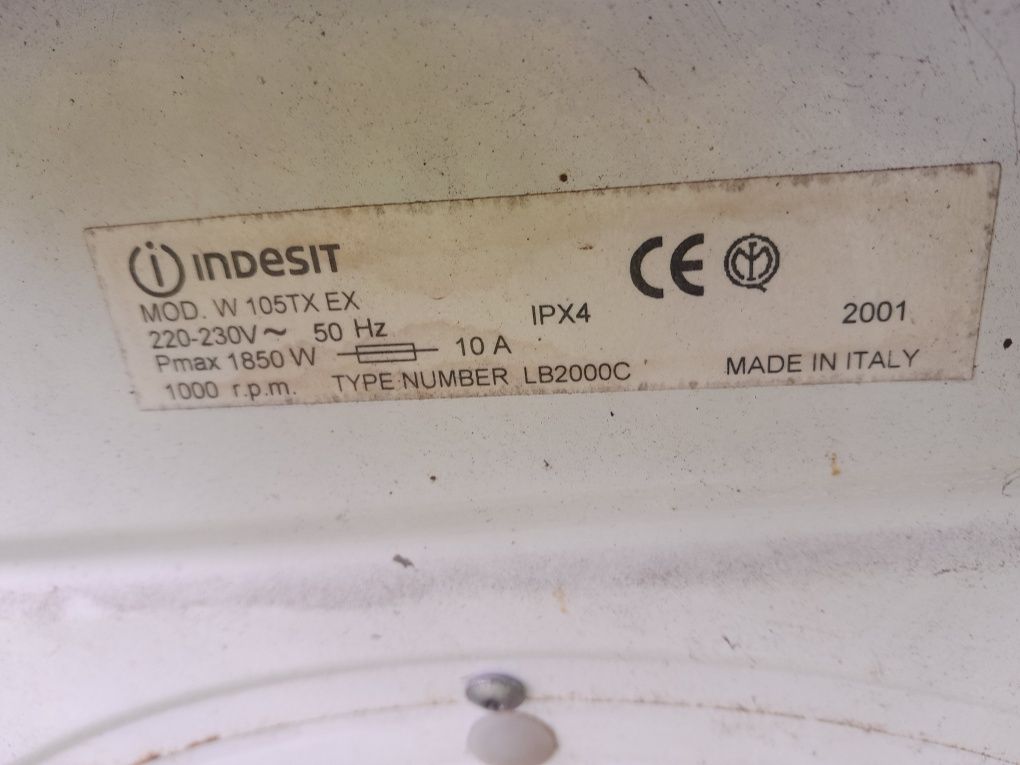 INDESIT
MOD. W 105TX EX
220-230V ~ 50 Hz IPX4 2001
Pmax 1850 W 10 A
1000 r.p.m. TYPE NUMBER LB2000C MADE IN ITALY
CE